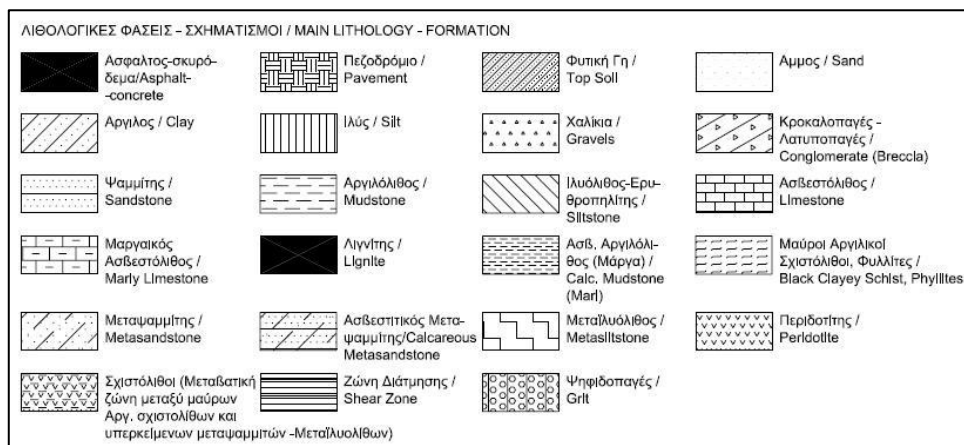 ΛΙΘΟΛΟΓΙΚΕΣ ΦΑΣΕΙΣ – ΣΧΗΜΑΤΙΣΜΟΙ / MAIN LITHOLOGY - FORMATION
Ασφαλτος-σκυρό-
δεμα/Asphalt-
-concrete
Πεζοδρόμιο /
Pavement
Φυτική Γη /
Top Soil
Αμμος / Sand
Αργιλος / Clay
Ιλύς / Silt
Χαλίκια /
Gravels
Κροκαλοπαγές -
Λατυποπαγές /
Conglomerate (Breccia)
Ψαμμίτης /
Sandstone
Αργιλόλιθος /
Mudstone
Ιλυόλιθος-Ερυ-
θροπηλίτης /
Siltstone
Ασβεστόλιθος /
Limestone
Μαργαικός
Ασβεστόλιθος /
Marly Limestone
Λιγνίτης /
Lignite
Ασβ. Αργιλόλι-
θος (Μάργα) /
Calc. Mudstone
(Marl)
Μαύροι Αργιλικοί
Σχιστόλιθοι, Φυλλίτες /
Black Clayey Schist, Phyllites
Μεταψαμμίτης /
Metasandstone
Ασβεστιτικός Μετα-
ψαμμίτης/Calcareous
Metasandstone
Μεταϊλυόλιθος /
Metasiltstone
Περιδοτίτης /
Peridotite
Σχιστόλιθοι (Μεταβατική
ζώνη μεταξύ μαύρων
Αργ. σχιστολίθων και
υπερκείμενων μεταψαμμιτών -Μεταϊλυολίθων)
Ζώνη Διάτμησης /
Shear Zone
Ψηφιδοπαγές /
Grit